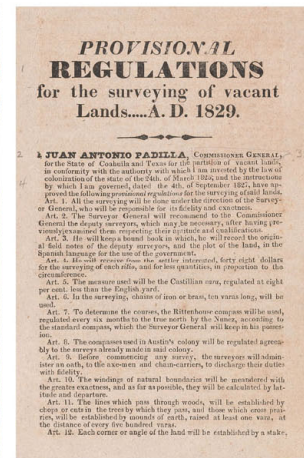 PROVISIONAL
REGULATIONS
for the surveying of vacant
Lands.....A. D. 1829.
JUAN ANTONIO PADILLA, COMMISSIONER GENERAL,
for the State of Coahuila and Texas for the partition of vacant lands,
in conformity with the authority with which I am invested by the law of
colonization of the state of the 24th. of March 1825; and the instructions
by which I am governed, dated the 4th, of September 1827, have ap-
proved the following provisional regulations for the surveying of said lands.
Art. 1. All the surveying will be done under the direction of the Survey-
or General, who will be responsible for its fidelity and exactness.
Art. 2. The Surveyor General will recommend to the Commissioner
General the deputy surveyors, which may be necessary, after having pre-
viously examined them respecting their aptitude and qualifications.
Art. 3. He will keep a bound book in which, he will record the origin-
al field notes of the deputy surveyors, and the plot of the land, in the
Spanish language for the use of the government.
Art. 4. He will receive from the settler interested, forty eight dollars
for the surveying of each sitio, and for less quantities, in proportion to the
circumference.
Art. 5. The measure used will be the Castillian vara, regulated at eight
per cent. less than the English yard.
Art. 6. In the surveying, chains of iron or brass, ten varas long, will be
used.
Art. 7. To determine the courses, the Rittenhouse compass will be used,
regulated every six months to the true north by the Nunez, according to
the standard compass, which the Surveyor General will keep in his posses-
sion.
Art. 8. The compasses used in Austin's colony will be regulated agreea-
bly to the surveys already made in said colony.
Art. 9. Before commencing any survey, the surveyors will admin-
ister an oath, to the axe-men and chain-carriers, to discharge their duties
with fidelity.
Art. 10. The windings of natural boundaries will be meandered with
the greates exactness, and as far as possible, they will be calculated by lat-
itude and departure.
Art. 11. The lines which pass through woods, will be established by
chops or cuts in the trees by which they pass, and those which cross prai-
ries, will be established by mounds of earth, raised at least one vara, at
the distance of every five hundred varas.
Art. 12. Each corner or angle of the land will be established by a stake,